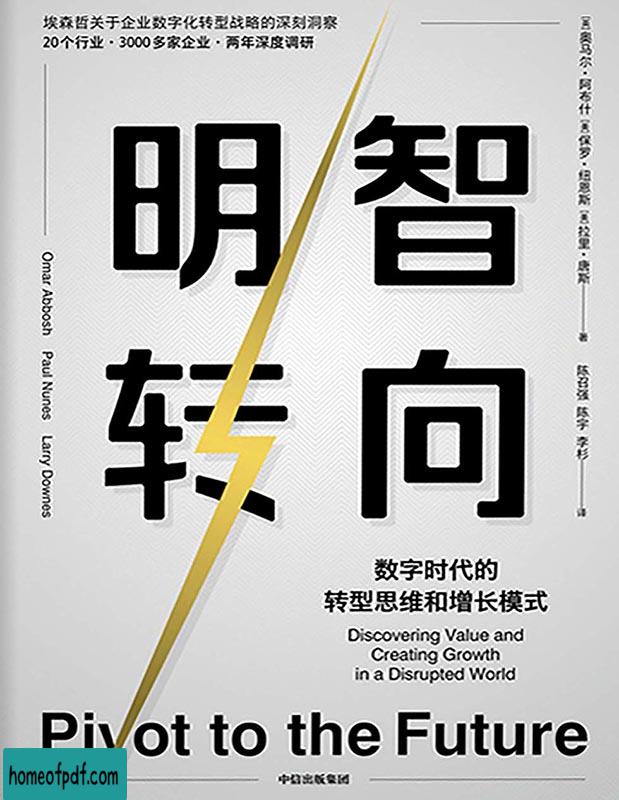 埃森哲关于企业数字化转型战略的深刻洞察
20个行业·3000多家企业·两年深度调研
明智
转向
[英]奥马尔·阿布什 [美]保罗·纽恩斯 [美]拉里·唐斯 著
陈召强 陈宇 李杉 译
Omar Abbosh Paul Nunes Larry Downes
数字时代的
转型思维和增长模式
Discovering Value and
Creating Growth
in a Disrupted World
Pivot to the Future
homeofpdf.com
中信出版集团